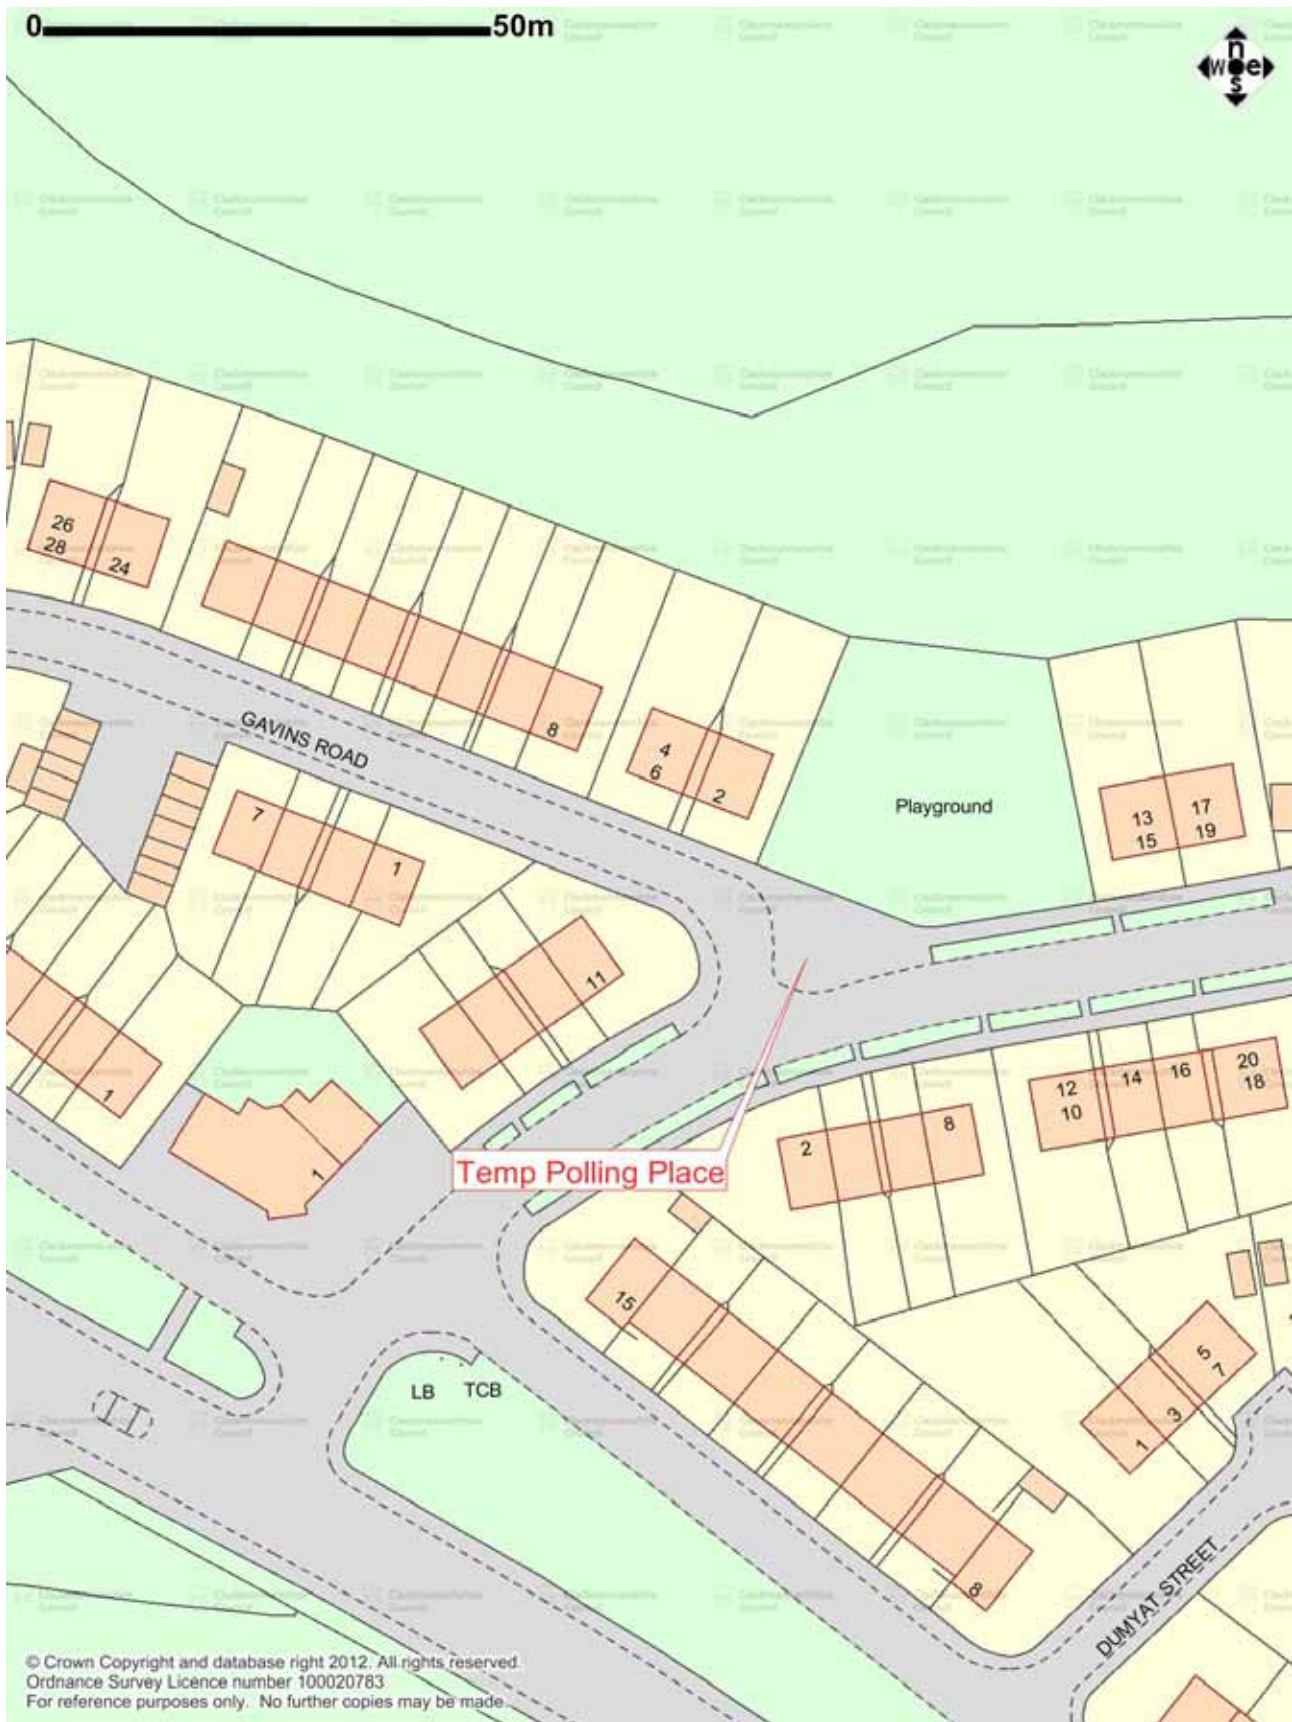 0 50m
n
w e
s
26
28
24
8
4
6
2
GAVINS ROAD
7
1
Playground
13
15
17
19
11
1
1
2
8
12
10
14
16
20
18
Temp Polling Place
15
LB TCB
5
7
3
1
8
DUMYAT STREET
© Crown Copyright and database right 2012. All rights reserved.
Ordnance Survey Licence number 100020783
For reference purposes only. No further copies may be made.